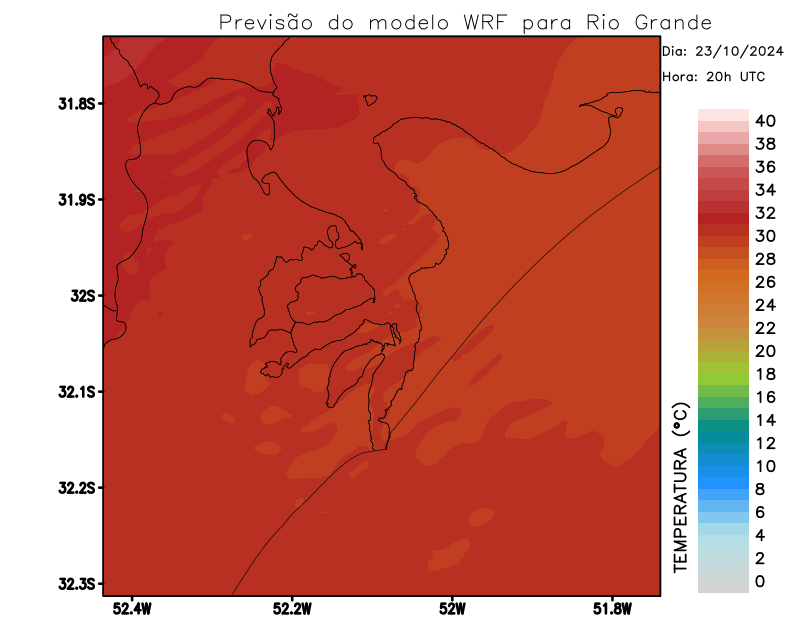 Previsão do modelo WRF para Rio Grande
Dia: 23/10/2024
Hora: 20h UTC
31.8S
31.9S
32S
32.1S
32.2S
32.3S
52.4W
52.2W
52W
51.8W
TEMPERATURA (°C)
40
38
36
34
32
30
28
26
24
22
20
18
16
14
12
10
8
6
4
2
0